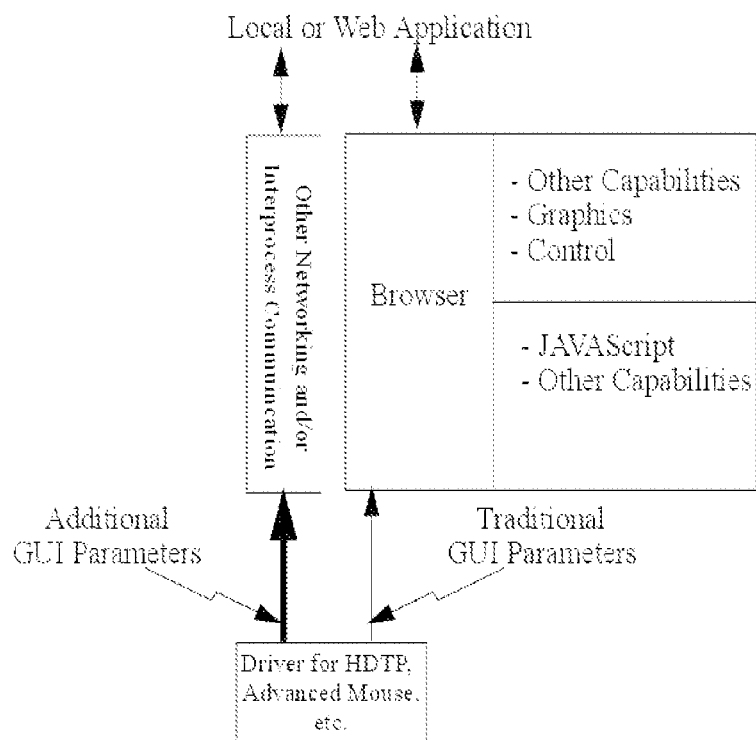 Local or Web Application
Other Networking and/or
Interprocess Communication
Browser
- Other Capabilities
- Graphics
- Control
- JAVAScript
- Other Capabilities
Additional
GUI Parameters
Traditional
GUI Parameters
Driver for HDTP,
Advanced Mouse,
etc.